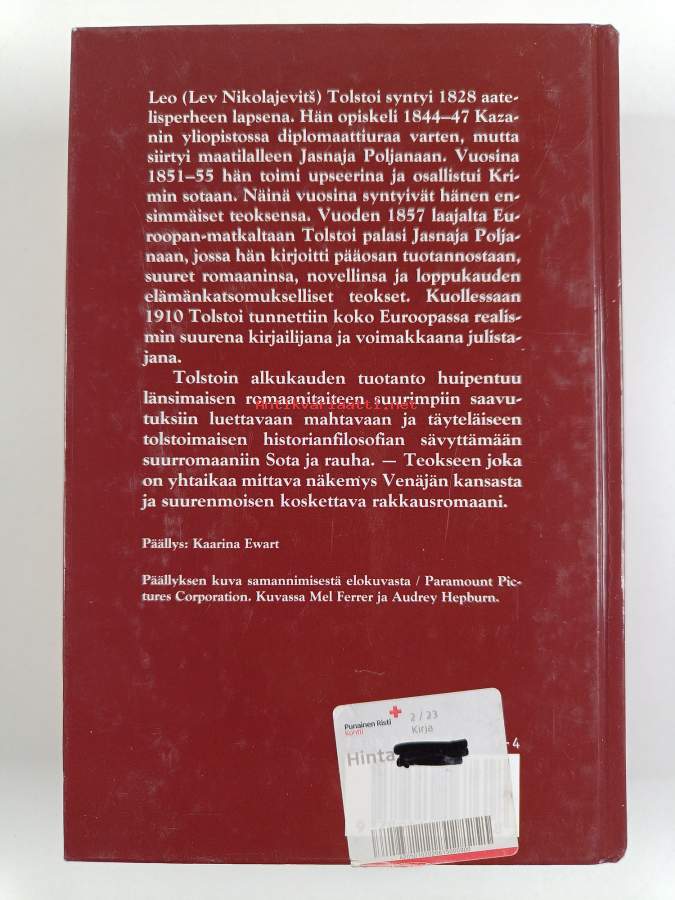 Leo (Lev Nikolajevitš) Tolstoi syntyi 1828 aate-
lisperheen lapsena. Hän opiskeli 1844–47 Kaza-
nin yliopistossa diplomaattiuraa varten, mutta
siirtyi maatilalleen Jasnaja Poljanaan. Vuosina
1851–55 hän toimi upseerina ja osallistui Kri-
min sotaan. Näinä vuosina syntyivät hänen en-
simmäiset teoksensa. Vuoden 1857 laajalta Eu-
roopan-matkaltaan Tolstoi palasi Jasnaja Polja-
naan, jossa hän kirjoitti pääosan tuotannostaan,
suuret romaaninsa, novellinsa ja loppukauden
elämänkatsomukselliset teokset. Kuollessaan
1910 Tolstoi tunnettiin koko Euroopassa realis-
min suurena kirjailijana ja voimakkaana julista-
jana.
Tolstoin alkukauden tuotanto huipentuu
länsimaisen romaanitaiteen suurimpiin saavu-
Antikvariaatti.net
tuksiin luettavaan mahtavaan ja täyteläiseen
tolstoimaisen historianfilosofian sävyttämään
suurromaaniin Sota ja rauha. — Teokseen joka
on yhtaikaa mittava näkemys Venäjän kansasta
ja suurenmoisen koskettava rakkausromaani.
Päällys: Kaarina Ewart
Päällyksen kuva samannimisestä elokuvasta / Paramount Pic-
tures Corporation. Kuvassa Mel Ferrer ja Audrey Hepburn.
Punainen Risti
Kontti
2 / 23
Kirja
Hinta
-4